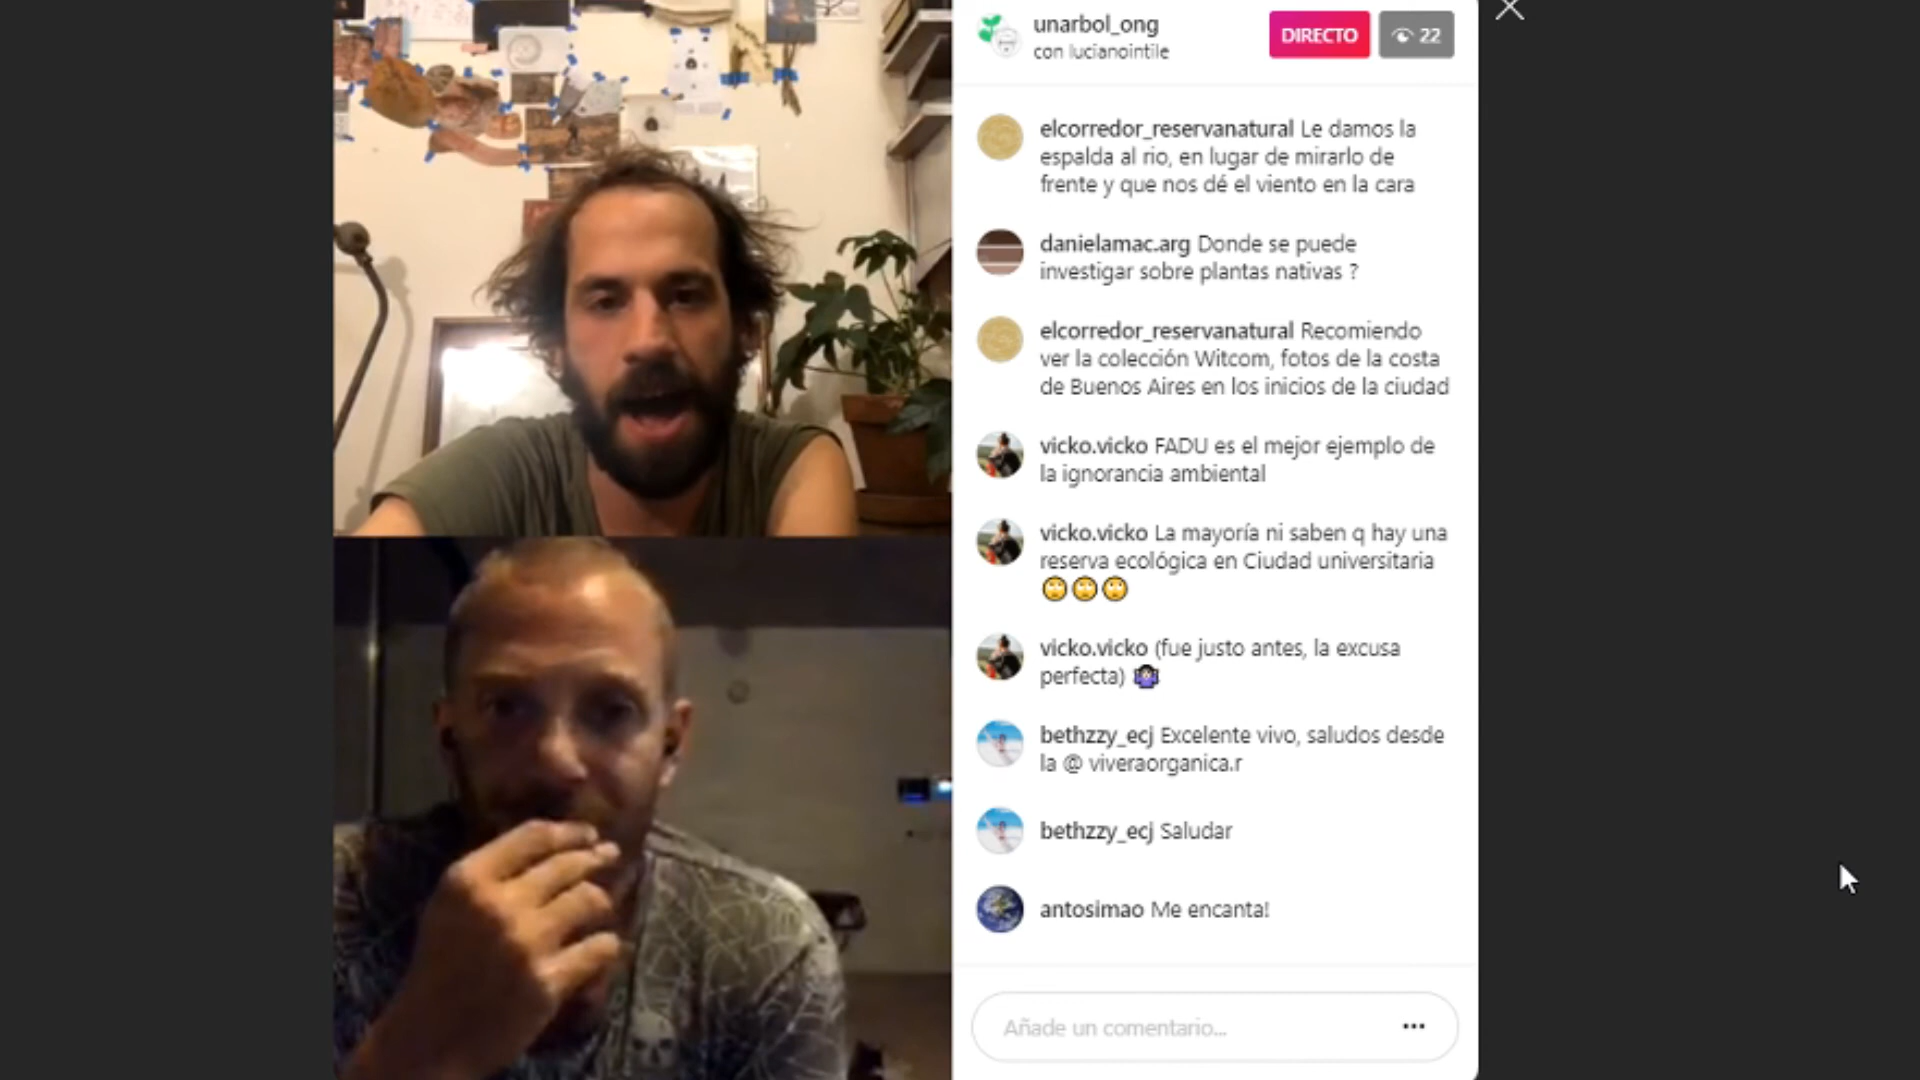 unarbol_ong
con lucianointile
DIRECTO
22
elcorredor_reservanatural Le damos la
espalda al rio, en lugar de mirarlo de
frente y que nos dé el viento en la cara
danielamac.arg Donde se puede
investigar sobre plantas nativas ?
elcorredor_reservanatural Recomiendo
ver la colección Witcom, fotos de la costa
de Buenos Aires en los inicios de la ciudad
vicko.vicko FADU es el mejor ejemplo de
la ignorancia ambiental
vicko.vicko La mayoría ni saben q hay una
reserva ecológica en Ciudad universitaria
🙄🙄🙄
vicko.vicko (fue justo antes, la excusa
perfecta) 🤷🏻‍♀️
bethzzy_ecj Excelente vivo, saludos desde
la @ viveraorganica.r
bethzzy_ecj Saludar
antosimao Me encanta!
Añade un comentario...